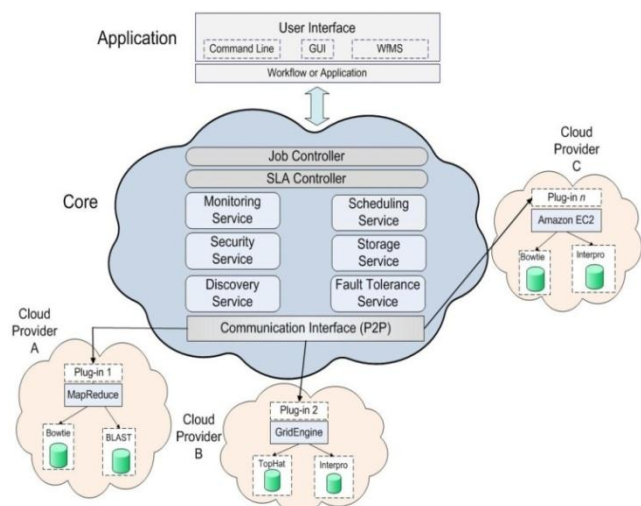 Application
User Interface
Command Line
GUI
WfMS
Workflow or Application
Core
Job Controller
SLA Controller
Monitoring
Service
Scheduling
Service
Security
Service
Storage
Service
Discovery
Service
Fault Tolerance
Service
Communication Interface (P2P)
Cloud
Provider
C
Plug-in n
Amazon EC2
Bowtie
Interpro
Cloud
Provider
A
Plug-in 1
MapReduce
Bowtie
BLAST
Cloud
Provider
B
Plug-in 2
GridEngine
TopHat
Interpro